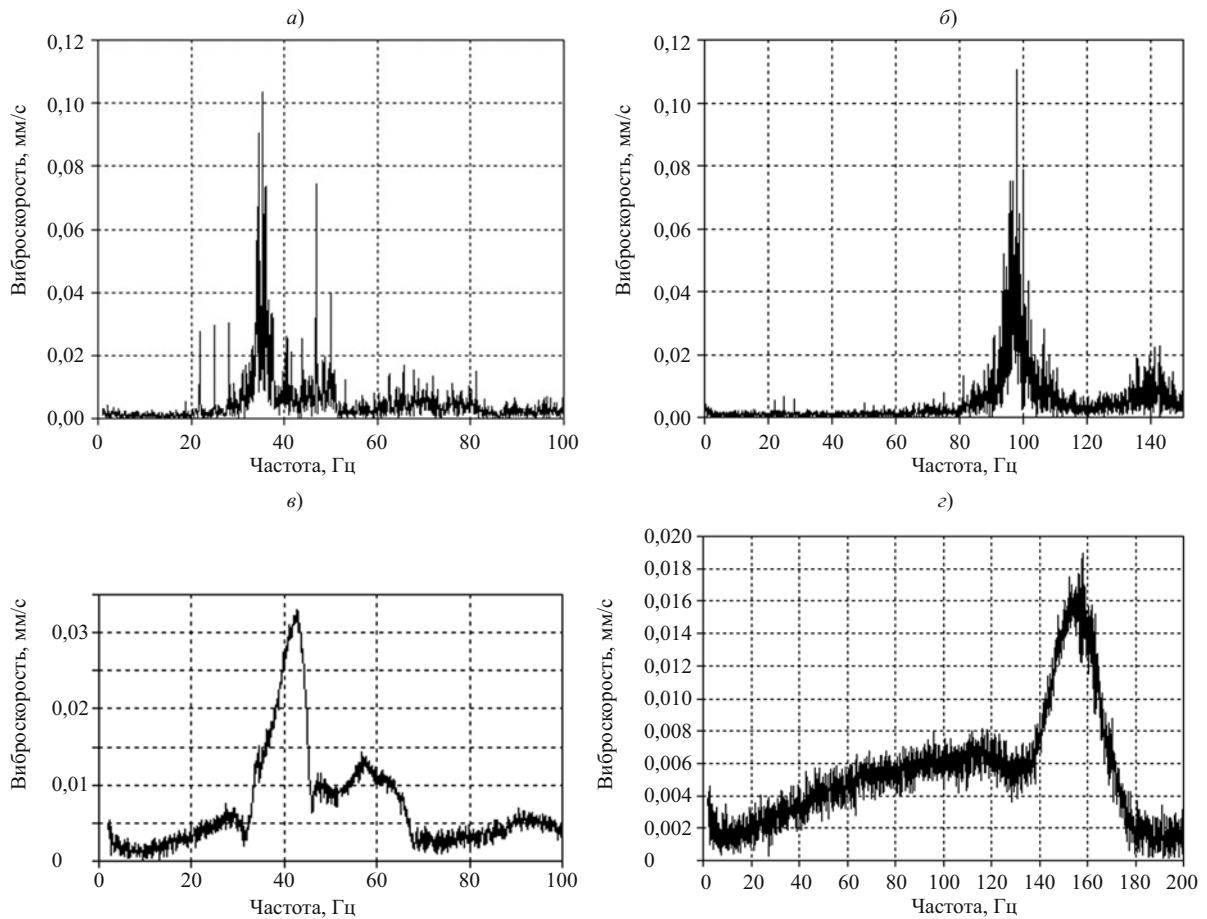 а)
0,12
0,10
0,08
0,06
0,04
0,02
0,00
Виброскорость, мм/с
0 20 40 60 80 100
Частота, Гц
б)
0,12
0,10
0,08
0,06
0,04
0,02
0,00
Виброскорость, мм/с
0 20 40 60 80 100 120 140
Частота, Гц
в)
0,03
0,02
0,01
0
Виброскорость, мм/с
0 20 40 60 80 100
Частота, Гц
г)
0,020
0,018
0,016
0,014
0,012
0,010
0,008
0,006
0,004
0,002
0
Виброскорость, мм/с
0 20 40 60 80 100 120 140 160 180 200
Частота, Гц